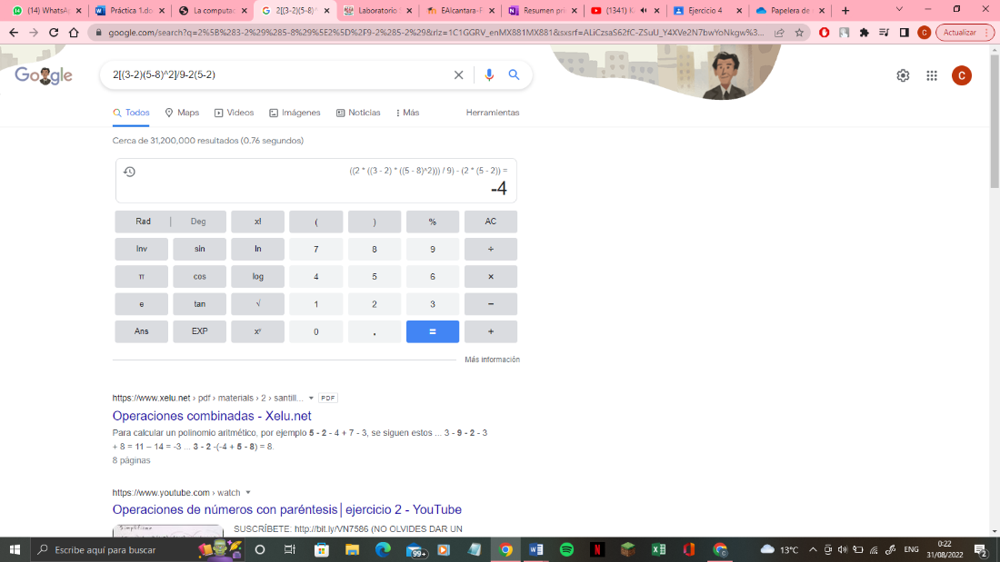 (14) WhatsA
Práctica 1.do
La computac
2[(3-2)(5-8)^
Laboratorio
EAlcantara-F
Resumen pri
(1341) K
Ejercicio 4
Papelera de
google.com/search?q=2%5B%283-2%29%285-8%29%5E2%5D%2F9-2%285-2%29&rlz=1C1GGRV_enMX881MX881&sxsrf=ALiCzsaS62fC-ZSuU_Y4XVe2N7bwYoNkgw%3...
C
Actualizar
Google
2[(3-2)(5-8)^2]/9-2(5-2)
C
Todos
Maps
Videos
Imágenes
Noticias
Más
Herramientas
Cerca de 31,200,000 resultados (0.76 segundos)
((2 * ((3 - 2) * ((5 - 8)^2))) / 9) - (2 * (5 - 2)) =
-4
Rad | Deg x! ( ) % AC
Inv sin ln 7 8 9 ÷
π cos log 4 5 6 ×
e tan √ 1 2 3 −
Ans EXP xʸ 0 . = +
Más información
https://www.xelu.net › pdf › materials › 2 › santill... PDF
Operaciones combinadas - Xelu.net
Para calcular un polinomio aritmético, por ejemplo 5 - 2 - 4 + 7 - 3, se siguen estos ... 3 - 9 - 2 - 3
+ 8 = 11 – 14 = -3 ... 3 - 2 -(-4 + 5 - 8) = 8.
8 páginas
https://www.youtube.com › watch
Operaciones de números con paréntesis│ejercicio 2 - YouTube
SUSCRÍBETE: http://bit.ly/VN7586 (NO OLVIDES DAR UN
Escribe aquí para buscar
99+
13°C
ENG
0:22
31/08/2022
2